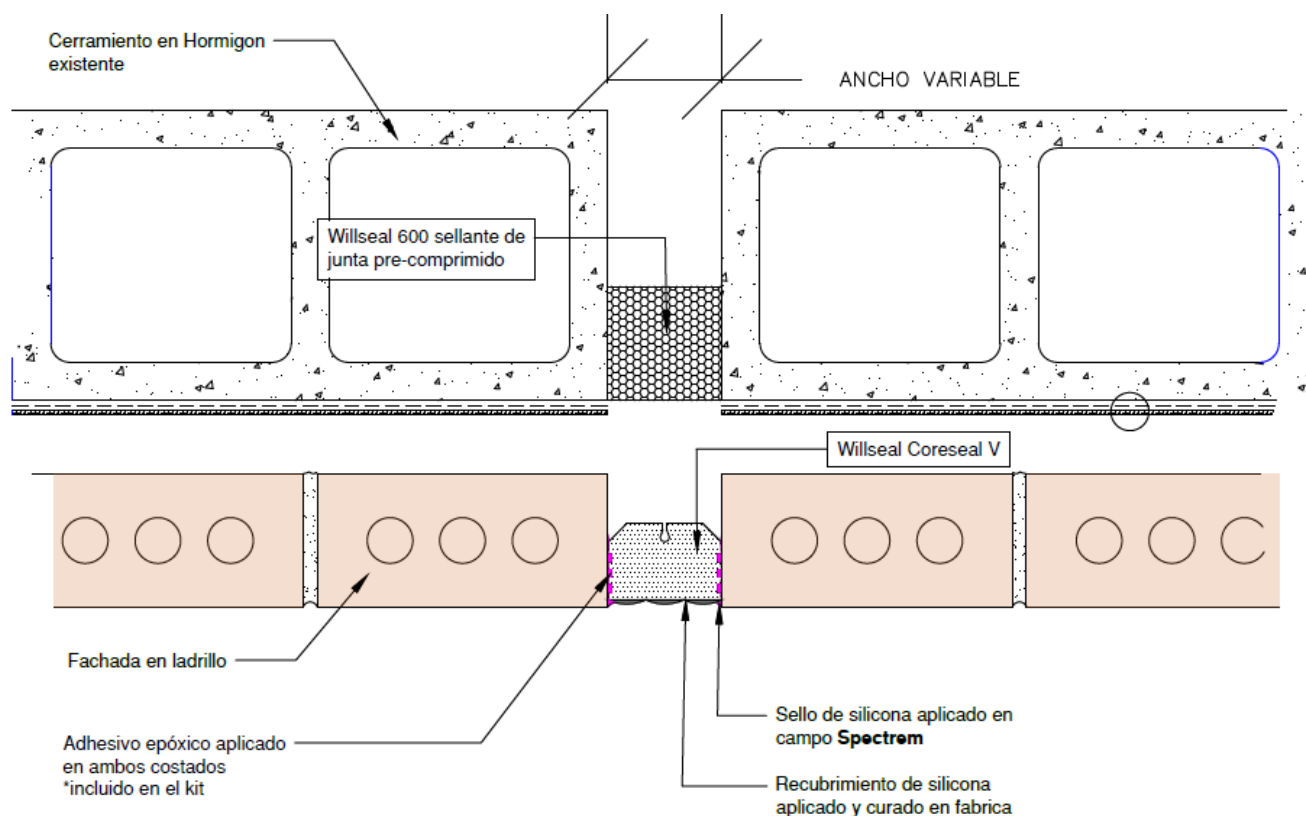 Cerramiento en Hormigon
existente
ANCHO VARIABLE
Willseal 600 sellante de
junta pre-comprimido
Willseal Coreseal V
Fachada en ladrillo
Adhesivo epóxico aplicado
en ambos costados
*incluido en el kit
Sello de silicona aplicado en
campo Spectrem
Recubrimiento de silicona
aplicado y curado en fabrica